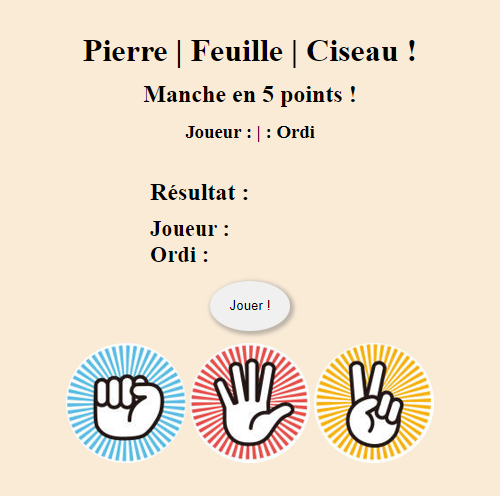 Pierre | Feuille | Ciseau !
Manche en 5 points !
Joueur : | : Ordi
Résultat :
Joueur :
Ordi :
Jouer !